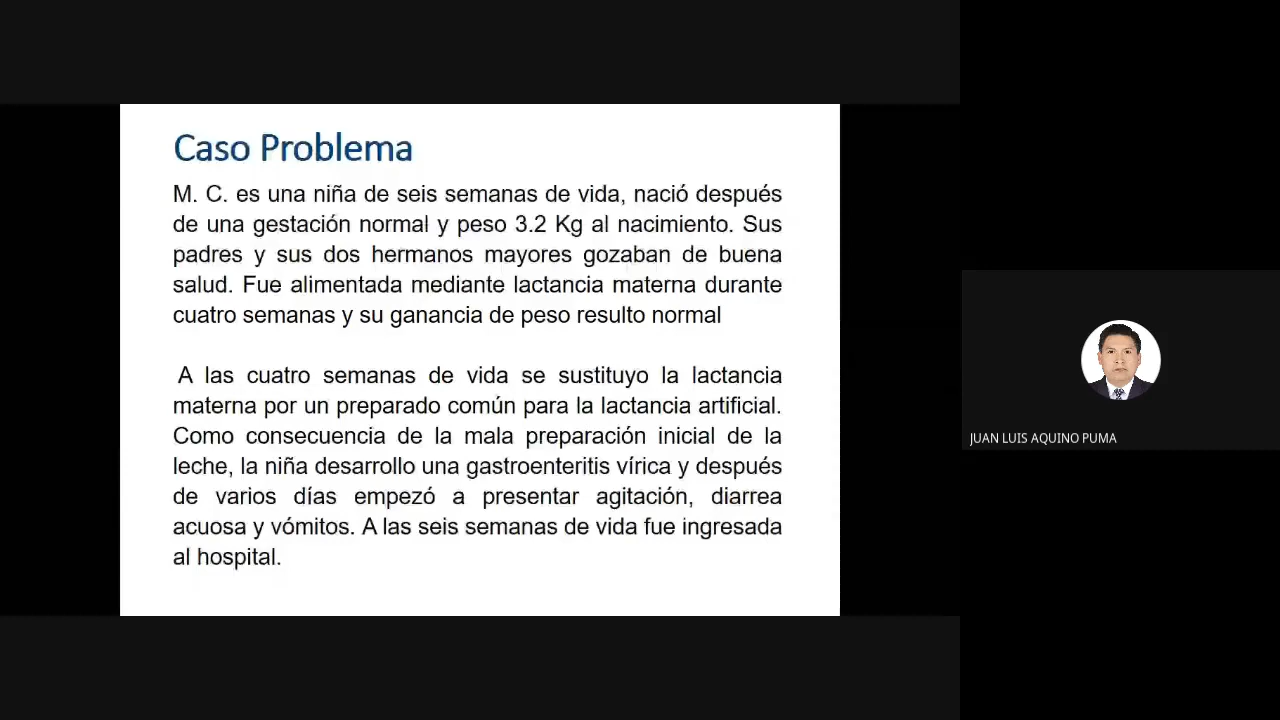 Caso Problema
M. C. es una niña de seis semanas de vida, nació después
de una gestación normal y peso 3.2 Kg al nacimiento. Sus
padres y sus dos hermanos mayores gozaban de buena
salud. Fue alimentada mediante lactancia materna durante
cuatro semanas y su ganancia de peso resulto normal
A las cuatro semanas de vida se sustituyo la lactancia
materna por un preparado común para la lactancia artificial.
Como consecuencia de la mala preparación inicial de la
leche, la niña desarrollo una gastroenteritis vírica y después
de varios días empezó a presentar agitación, diarrea
acuosa y vómitos. A las seis semanas de vida fue ingresada
al hospital.
JUAN LUIS AQUINO PUMA